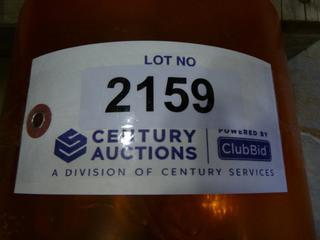 LOT NO
2159
CENTURY AUCTIONS
POWERED BY
ClubBid
A DIVISION OF CENTURY SERVICES